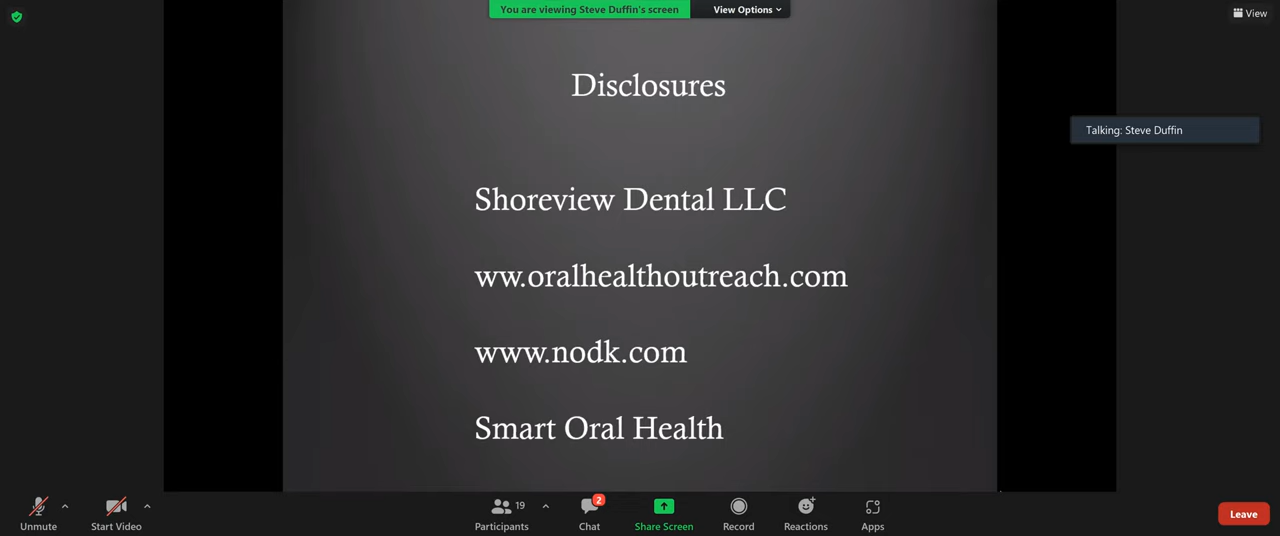 You are viewing Steve Duffin's screen View Options
View
Disclosures
Talking: Steve Duffin
Shoreview Dental LLC
ww.oralhealthoutreach.com
www.nodk.com
Smart Oral Health
19
2
Unmute Start Video Participants Chat Share Screen Record Reactions Apps Leave